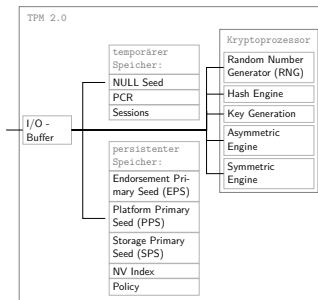 TPM 2.0
I/O -
Buffer
temporärer
Speicher:
NULL Seed
PCR
Sessions
persistenter
Speicher:
Endorsement Pri-
mary Seed (EPS)
Platform Primary
Seed (PPS)
Storage Primary
Seed (SPS)
NV Index
Policy
Kryptoprozessor
Random Number
Generator (RNG)
Hash Engine
Key Generation
Asymmetric
Engine
Symmetric
Engine